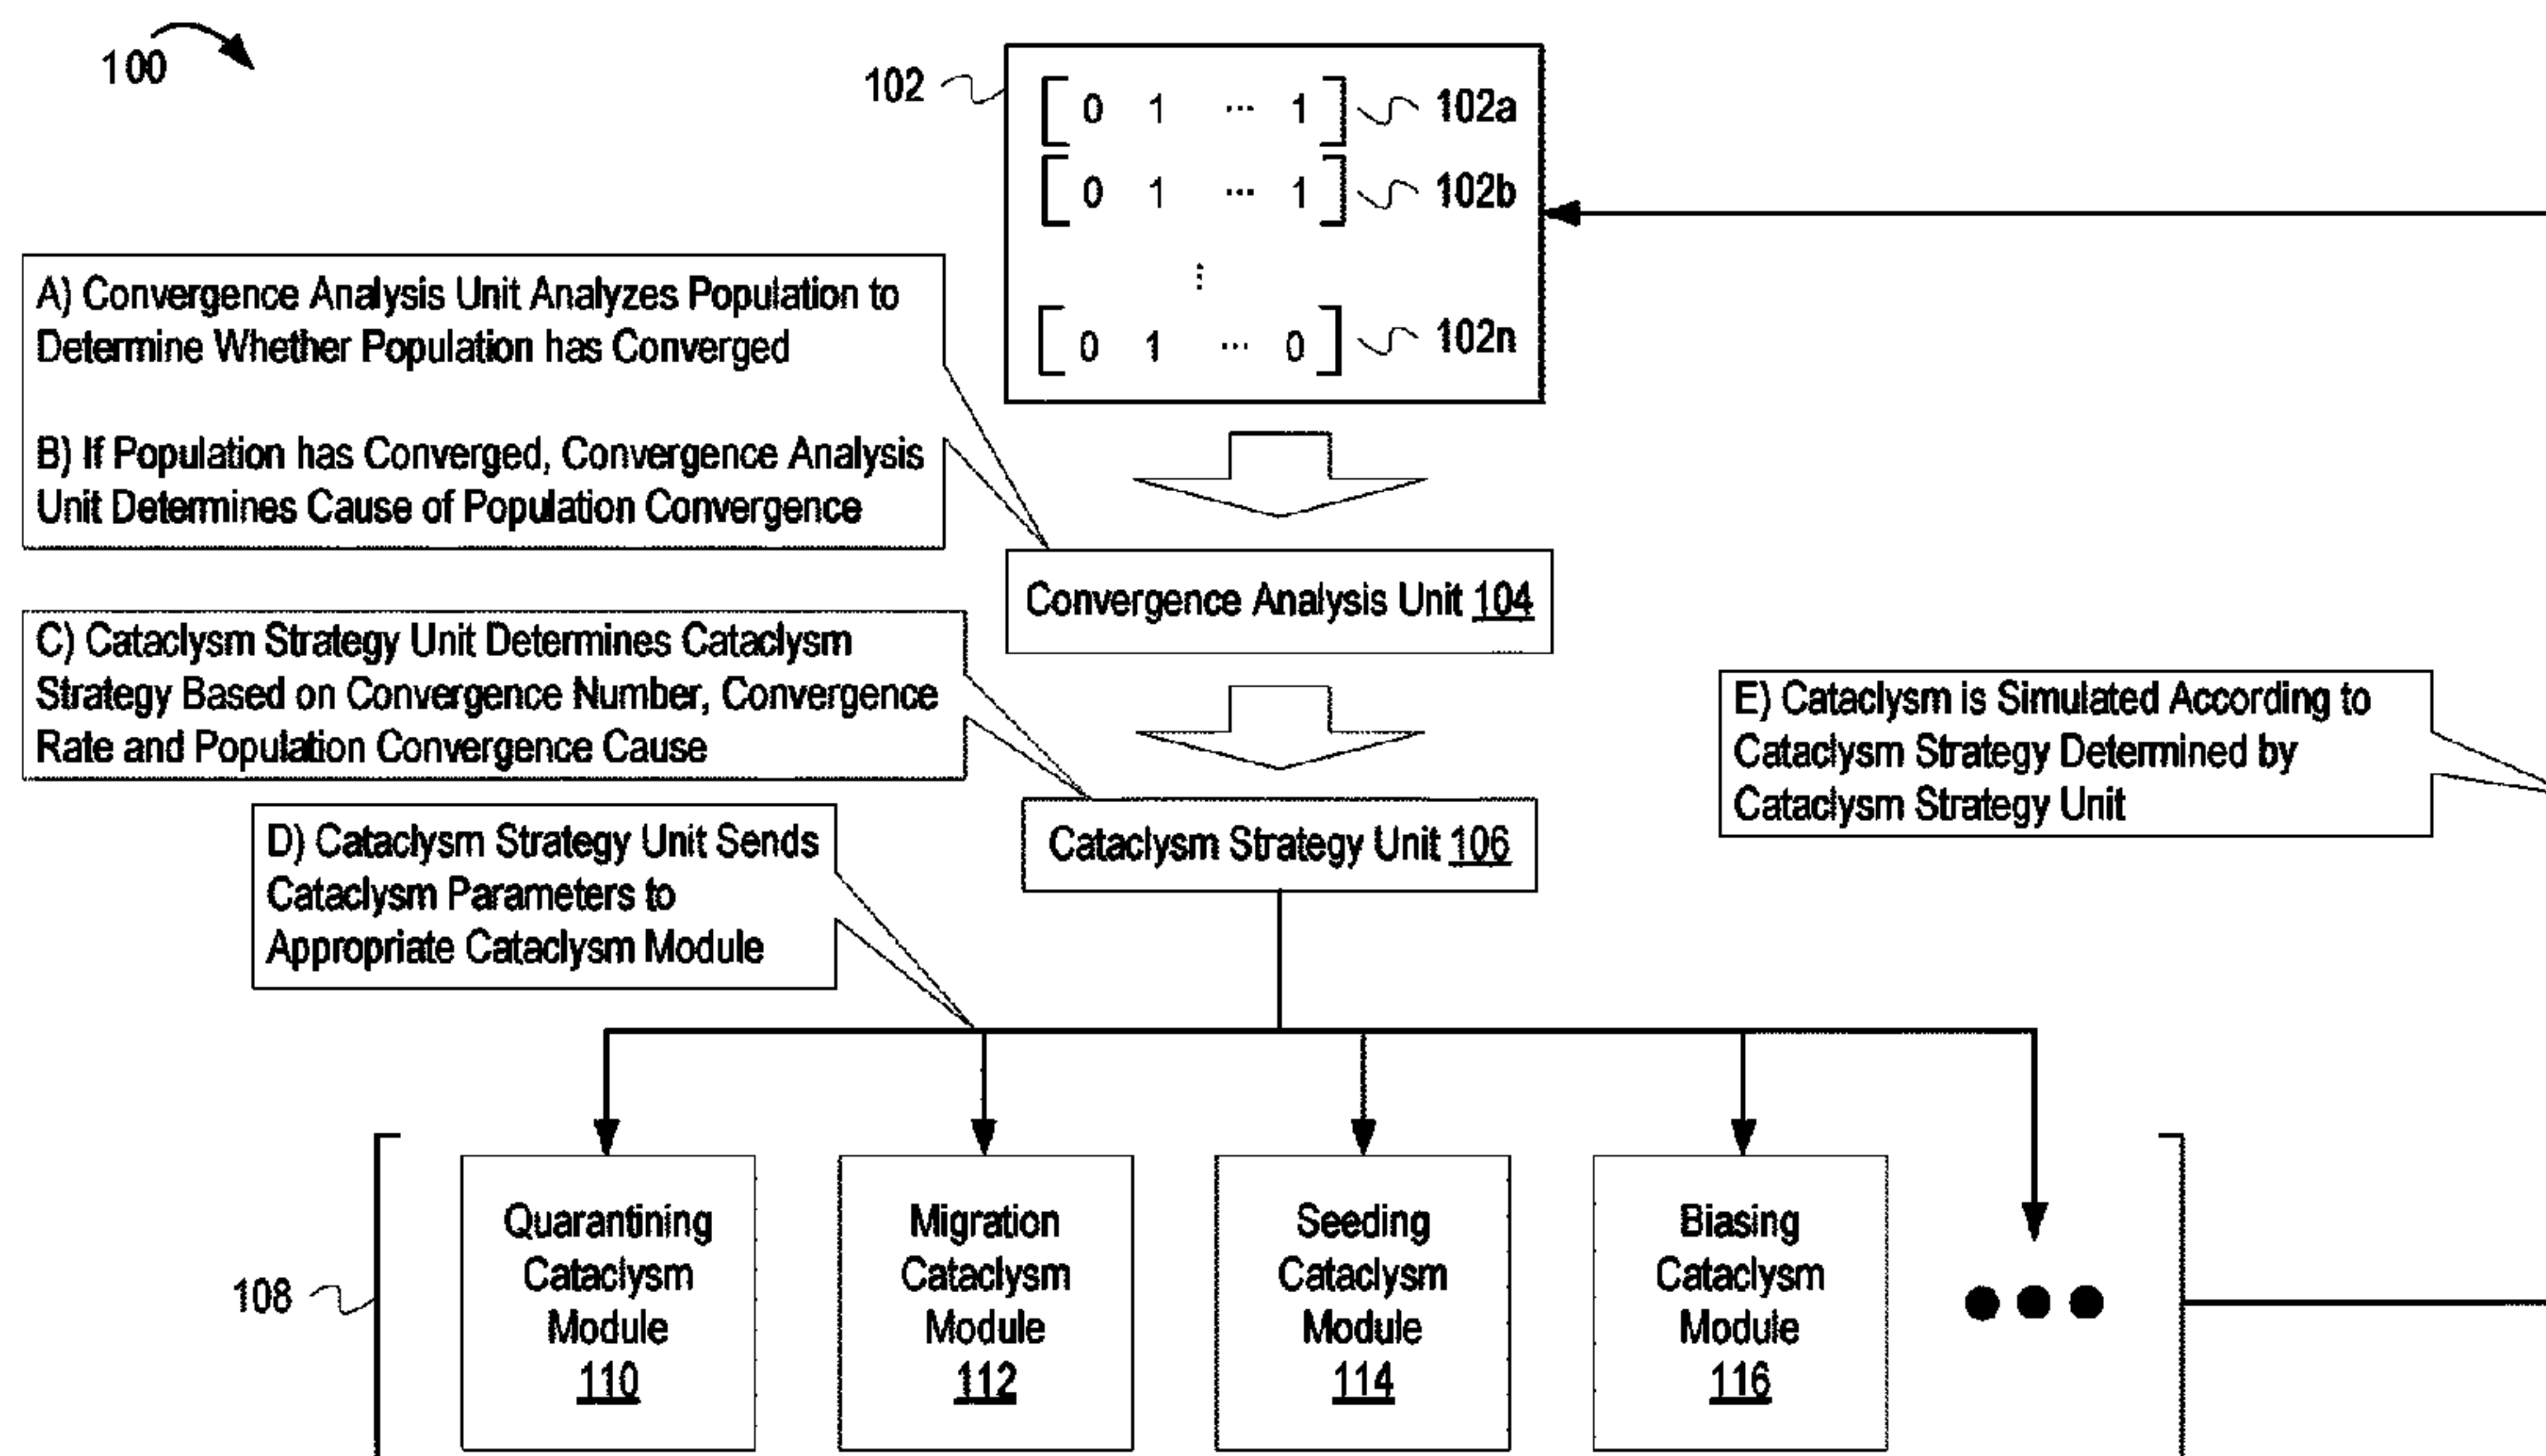 100
102
[ 0 1 ... 1 ] 102a
[ 0 1 ... 1 ] 102b
⋮
[ 0 1 ... 0 ] 102n
A) Convergence Analysis Unit Analyzes Population to
Determine Whether Population has Converged
B) If Population has Converged, Convergence Analysis
Unit Determines Cause of Population Convergence
Convergence Analysis Unit 104
C) Cataclysm Strategy Unit Determines Cataclysm
Strategy Based on Convergence Number, Convergence
Rate and Population Convergence Cause
E) Cataclysm is Simulated According to
Cataclysm Strategy Determined by
Cataclysm Strategy Unit
Cataclysm Strategy Unit 106
D) Cataclysm Strategy Unit Sends
Cataclysm Parameters to
Appropriate Cataclysm Module
108
Quarantining
Cataclysm
Module
110
Migration
Cataclysm
Module
112
Seeding
Cataclysm
Module
114
Biasing
Cataclysm
Module
116